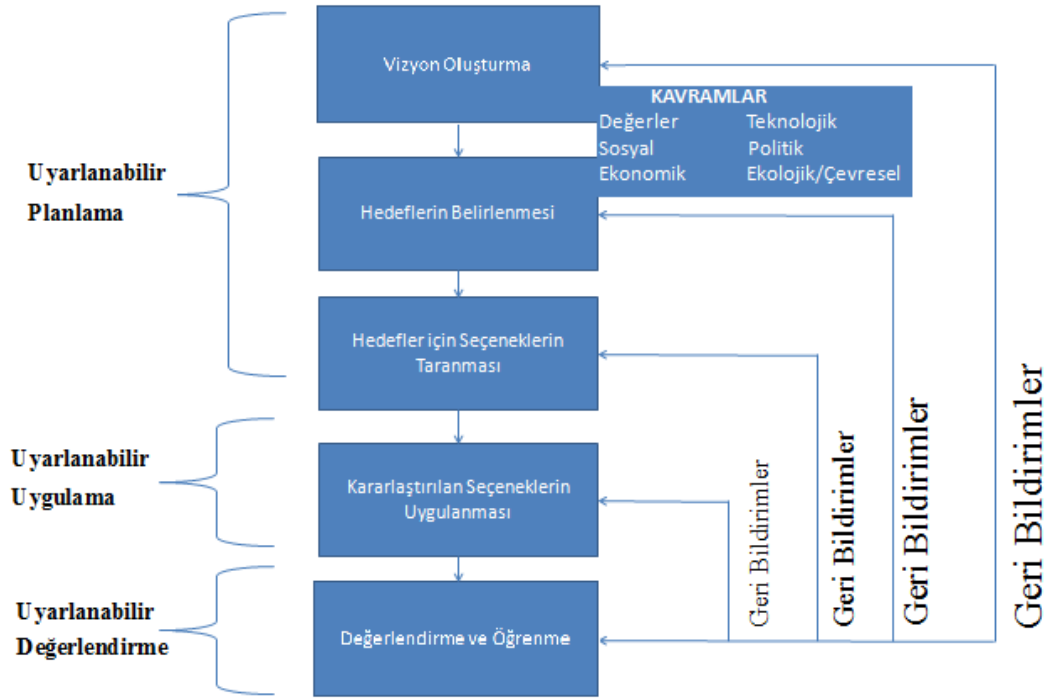 Vizyon Oluşturma
KAVRAMLAR
Değerler Teknolojik
Sosyal Politik
Ekonomik Ekolojik/Çevresel
Uyarlanabilir
Planlama
Hedeflerin Belirlenmesi
Hedefler için Seçeneklerin
Taranması
Uyarlanabilir
Uygulama
Kararlaştırılan Seçeneklerin
Uygulanması
Uyarlanabilir
Değerlendirme
Değerlendirme ve Öğrenme
Geri Bildirimler
Geri Bildirimler
Geri Bildirimler
Geri Bildirimler